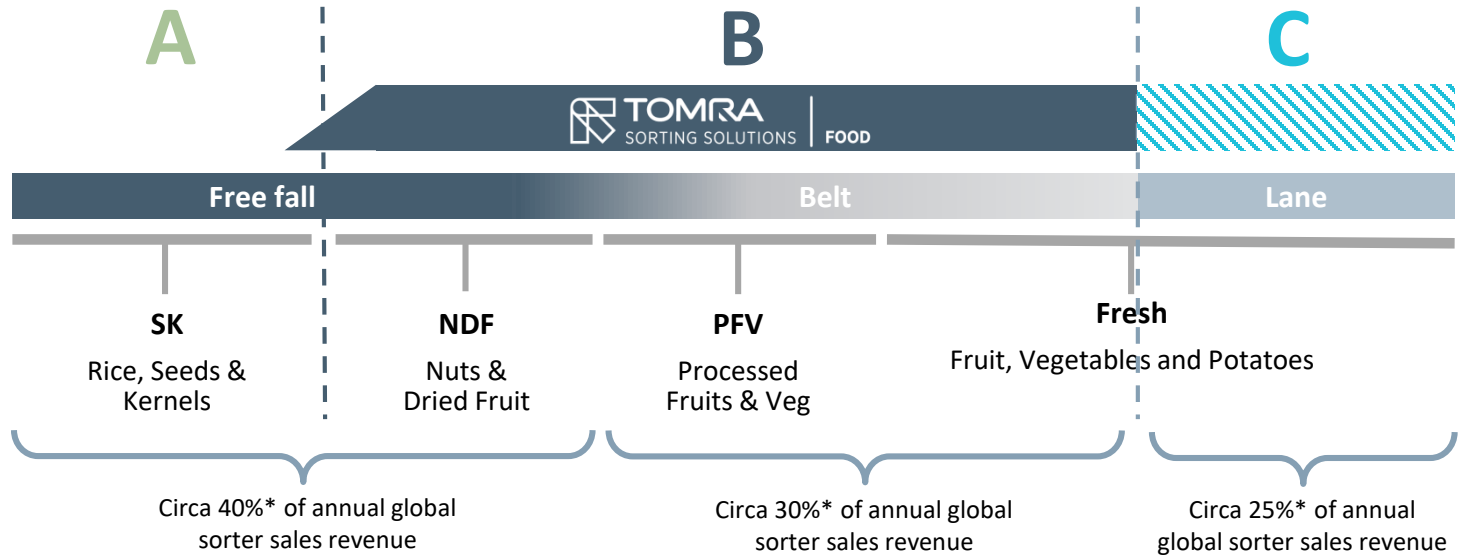 A
B
C
TOMRA
SORTING SOLUTIONS
FOOD
Free fall
Belt
Lane
SK
Rice, Seeds &
Kernels
NDF
Nuts &
Dried Fruit
PFV
Processed
Fruits & Veg
Fresh
Fruit, Vegetables and Potatoes
Circa 40%* of annual global
sorter sales revenue
Circa 30%* of annual global
sorter sales revenue
Circa 25%* of annual
global sorter sales revenue